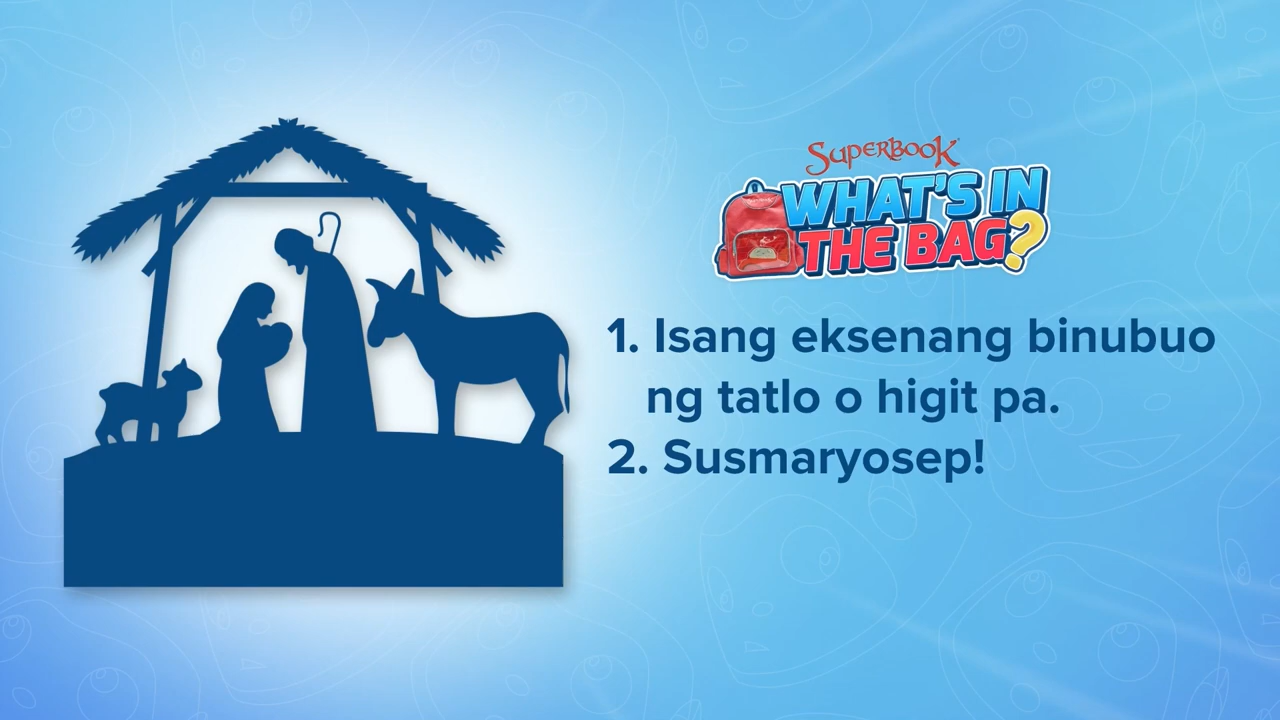 SUPERBOOK
WHAT'S IN
THE BAG?
1. Isang eksenang binubuo
ng tatlo o higit pa.
2. Susmaryosep!